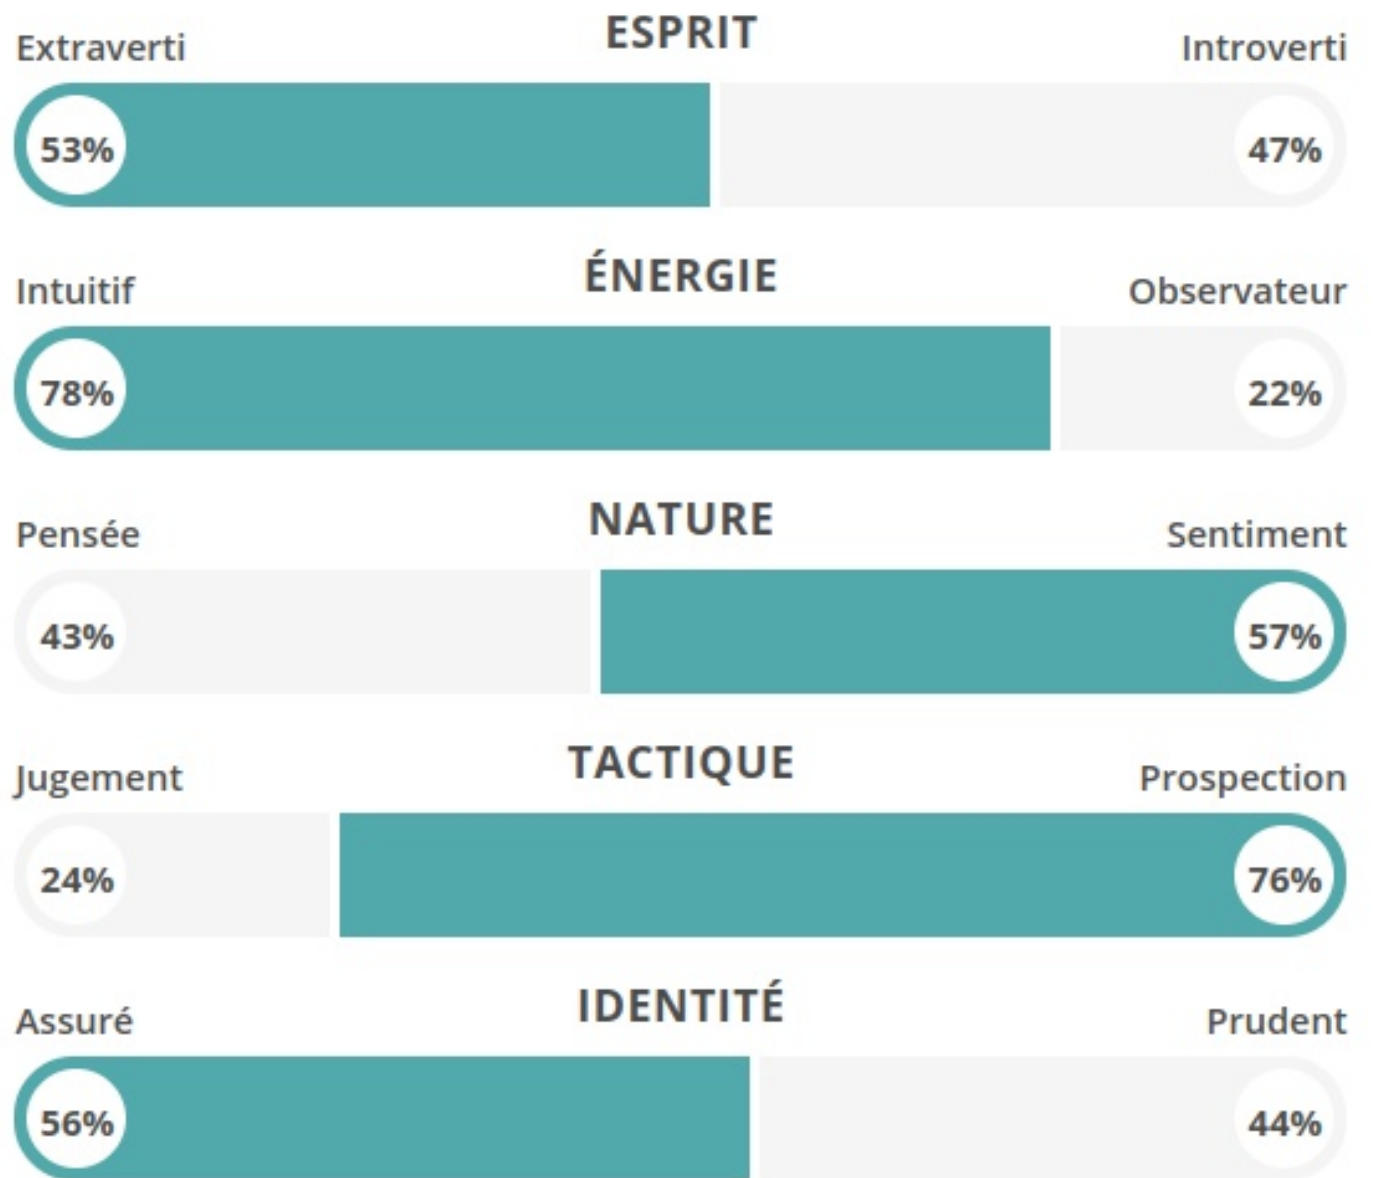 ESPRIT
Extraverti Introverti
53% 47%
ÉNERGIE
Intuitif Observateur
78% 22%
NATURE
Pensée Sentiment
43% 57%
TACTIQUE
Jugement Prospection
24% 76%
IDENTITÉ
Assuré Prudent
56% 44%